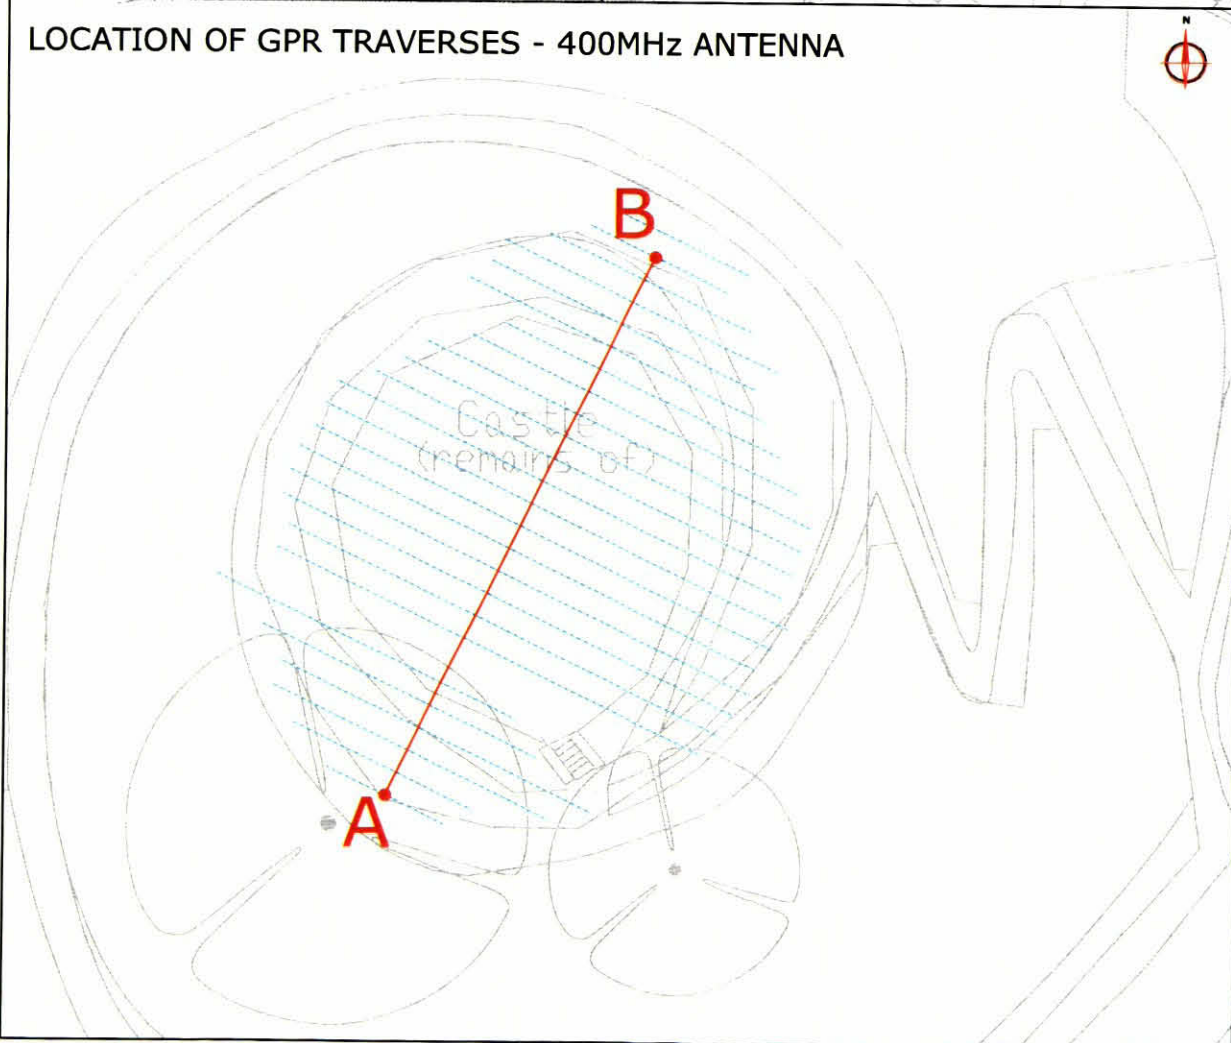 LOCATION OF GPR TRAVERSES - 400MHz ANTENNA
N
B
Castle
(remains of)
A